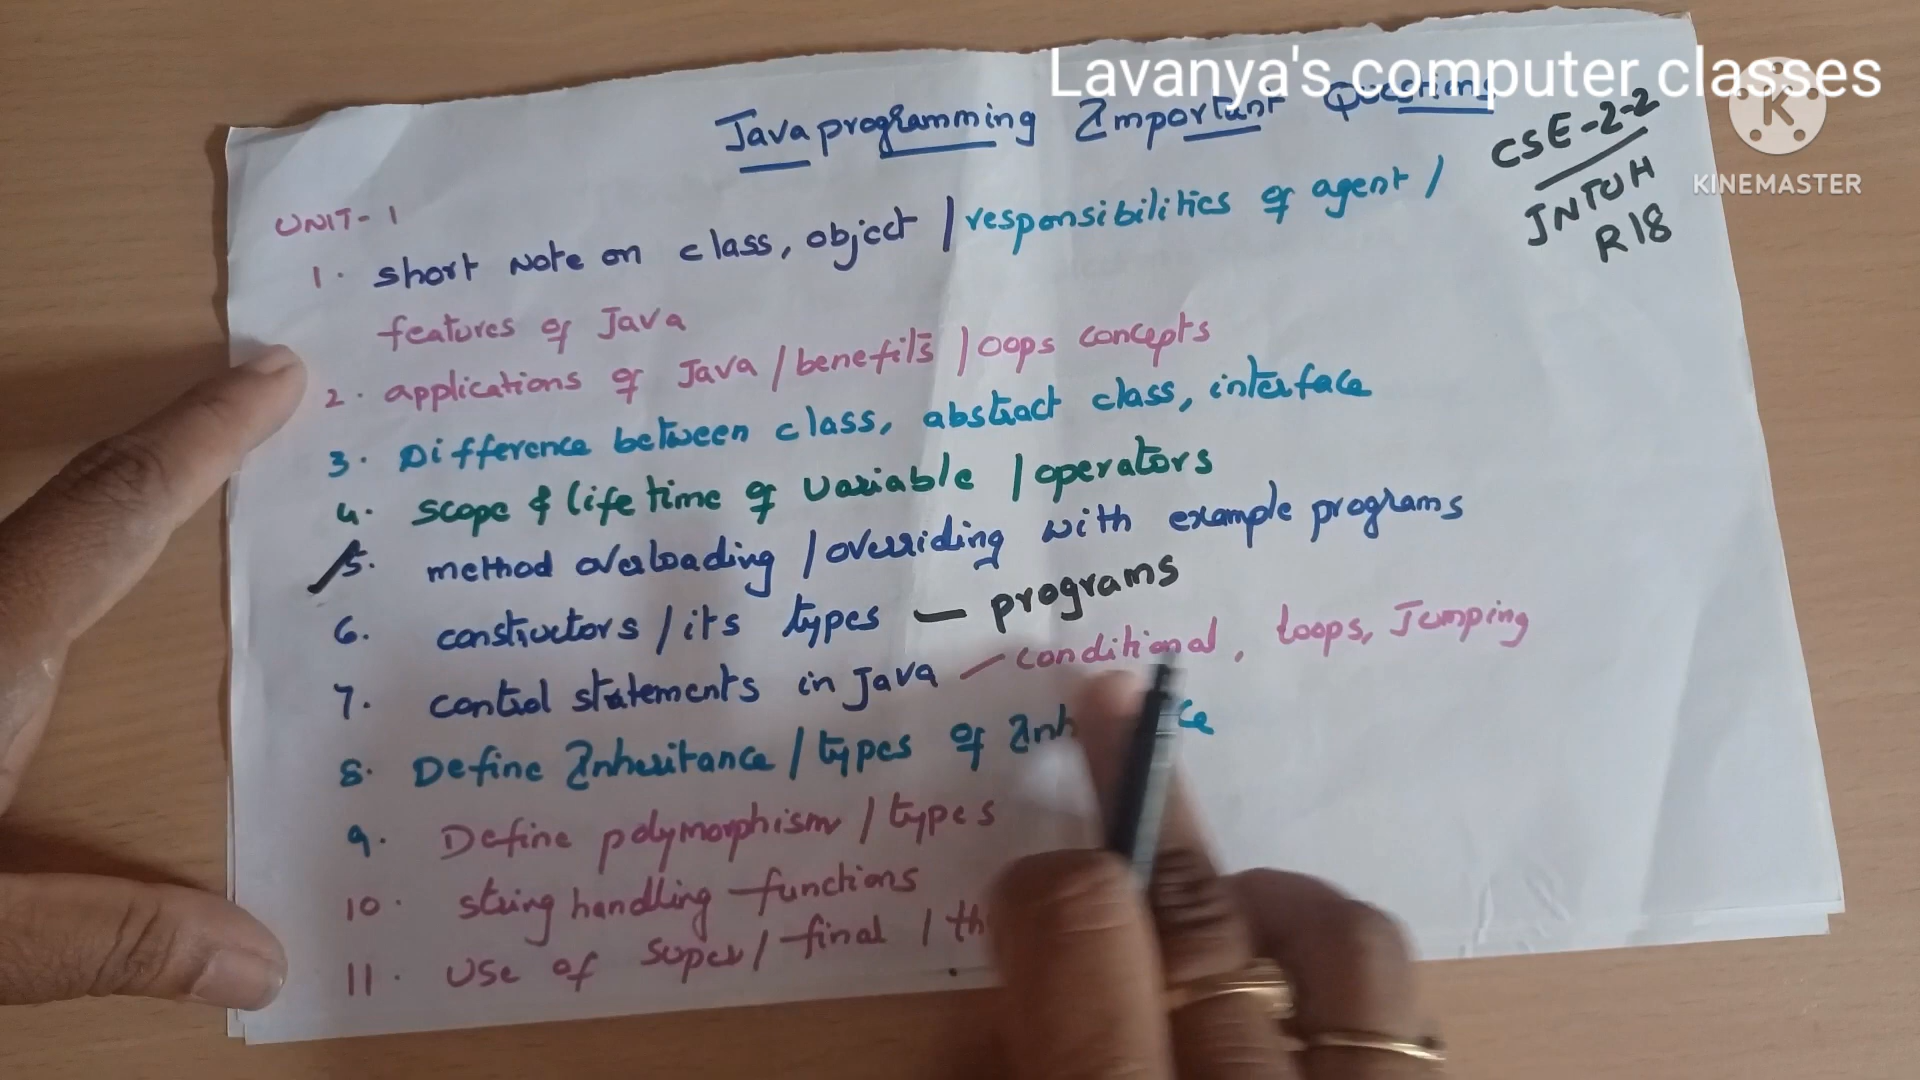 Lavanya's computer classes
KINEMASTER
Java programming Important Questions
CSE-2-2
JNTUH
R18
UNIT-1
1. short note on class, object / responsibilities of agent /
features of Java
2. applications of Java / benefits / oops concepts
3. Difference between class, abstract class, interface
4. scope & life time of variable / operators
5. method overloading / overriding with example programs
6. constructors / its types — programs
7. control statements in Java — conditional, loops, Jumping
8. Define Inheritance / types of
9. Define polymorphism / types
10. string handling functions
11. Use of super / final /